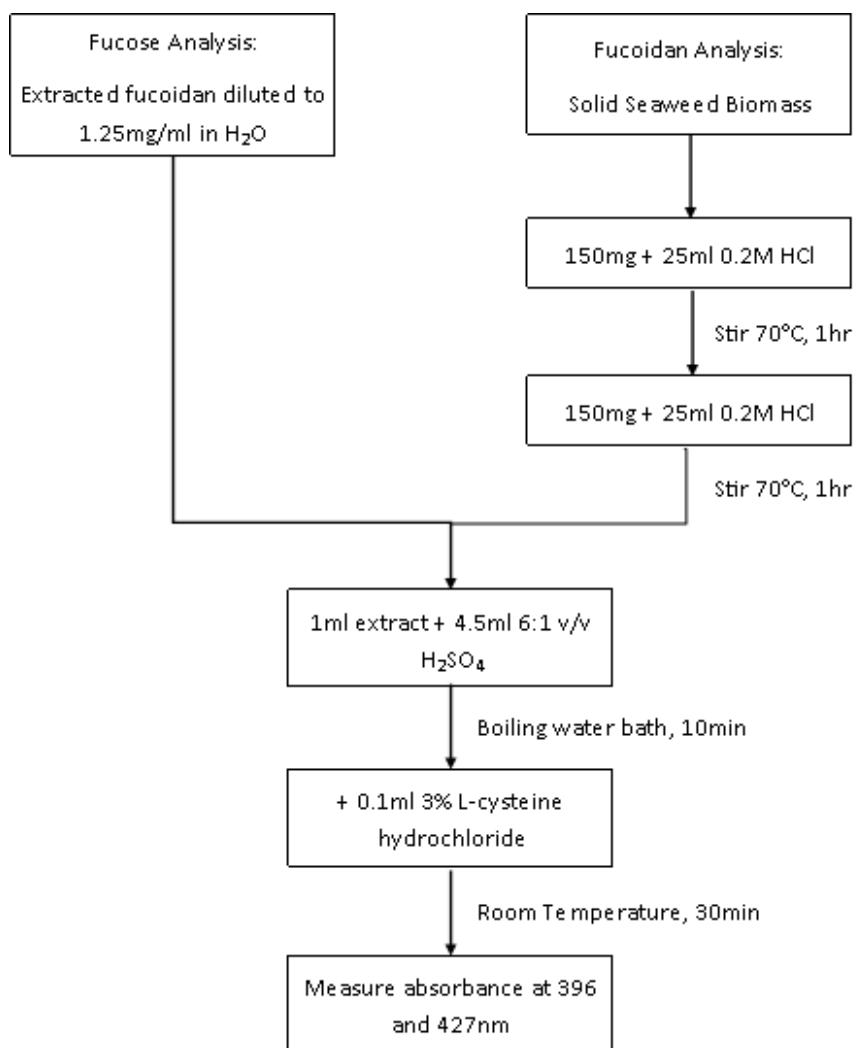 Fucose Analysis:
Extracted fucoidan diluted to
1.25mg/ml in H₂O
Fucoidan Analysis:
Solid Seaweed Biomass
150mg + 25ml 0.2M HCl
Stir 70°C, 1hr
150mg + 25ml 0.2M HCl
Stir 70°C, 1hr
1ml extract + 4.5ml 6:1 v/v
H₂SO₄
Boiling water bath, 10min
+ 0.1ml 3% L-cysteine
hydrochloride
Room Temperature, 30min
Measure absorbance at 396
and 427nm